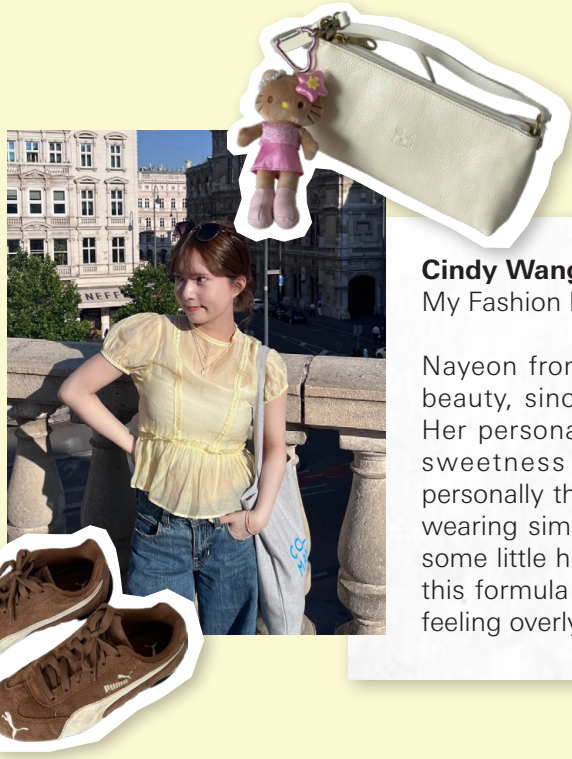 NEFF
Cindy Wang
My Fashion
Nayeon from
beauty, sinc
Her persona
sweetness
personally th
wearing sim
some little h
this formula
feeling overly
PUMA